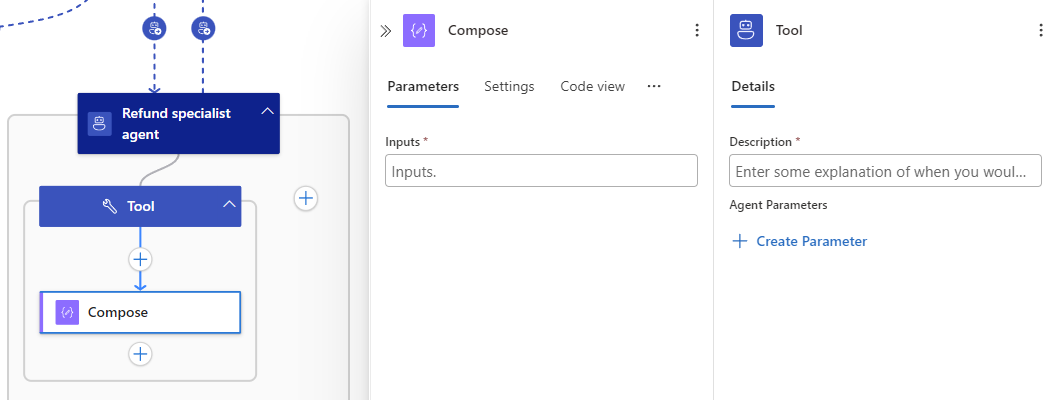 Refund specialist
agent
Tool
Compose
Compose
Parameters
Settings
Code view
Inputs *
Inputs.
Tool
Details
Description *
Enter some explanation of when you woul...
Agent Parameters
Create Parameter